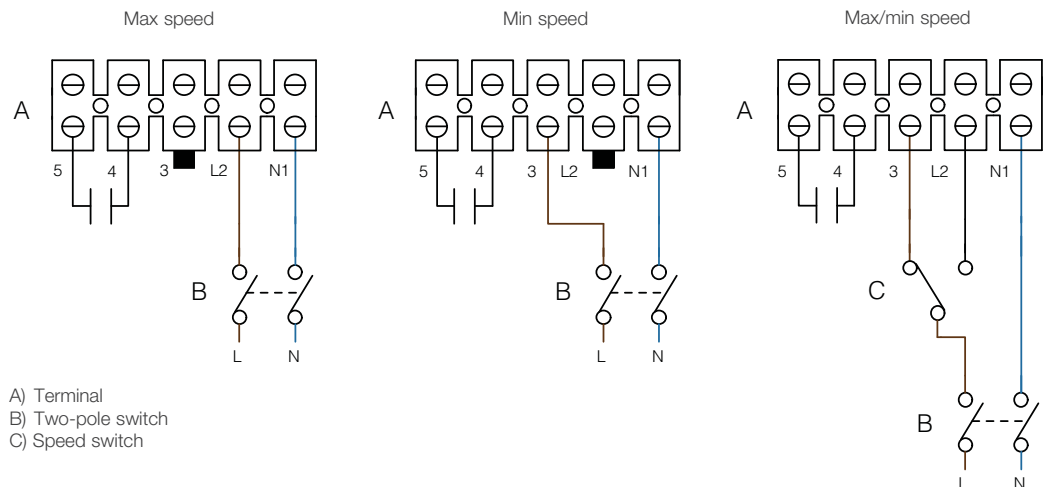 Max speed
A
5 4 3 L2 N1
B
L N
Min speed
A
5 4 3 L2 N1
B
L N
Max/min speed
A
5 4 3 L2 N1
C
B
L N
A) Terminal
B) Two-pole switch
C) Speed switch